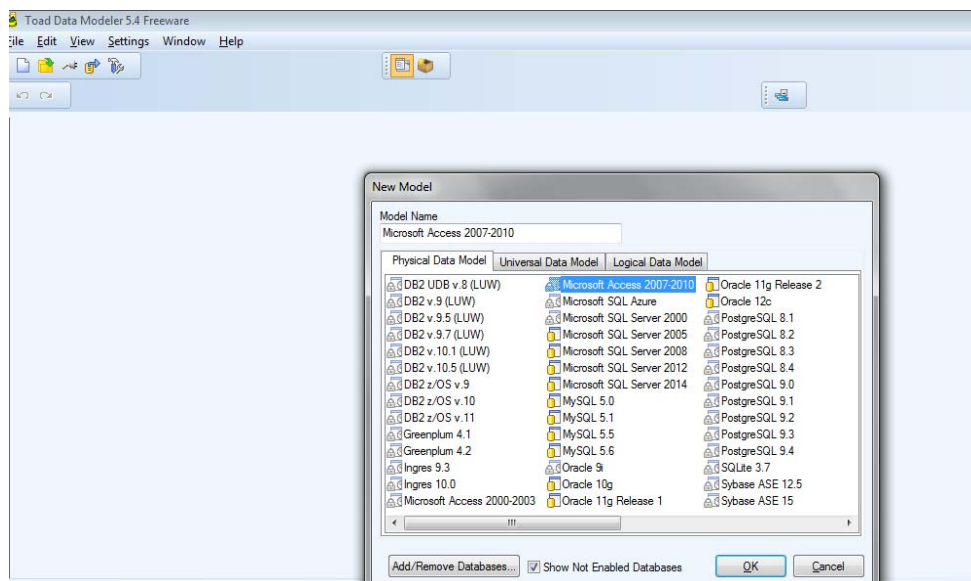 Toad Data Modeler 5.4 Freeware
File Edit View Settings Window Help
New Model
Model Name
Microsoft Access 2007-2010
Physical Data Model Universal Data Model Logical Data Model
DB2 UDB v.8 (LUW) Microsoft Access 2007-2010 Oracle 11g Release 2
DB2 v.9 (LUW) Microsoft SQL Azure Oracle 12c
DB2 v.9.5 (LUW) Microsoft SQL Server 2000 PostgreSQL 8.1
DB2 v.9.7 (LUW) Microsoft SQL Server 2005 PostgreSQL 8.2
DB2 v.10.1 (LUW) Microsoft SQL Server 2008 PostgreSQL 8.3
DB2 v.10.5 (LUW) Microsoft SQL Server 2012 PostgreSQL 8.4
DB2 z/OS v.9 Microsoft SQL Server 2014 PostgreSQL 9.0
DB2 z/OS v.10 MySQL 5.0 PostgreSQL 9.1
DB2 z/OS v.11 MySQL 5.1 PostgreSQL 9.2
Greenplum 4.1 MySQL 5.5 PostgreSQL 9.3
Greenplum 4.2 MySQL 5.6 PostgreSQL 9.4
Ingres 9.3 Oracle 9i SQLite 3.7
Ingres 10.0 Oracle 10g Sybase ASE 12.5
Microsoft Access 2000-2003 Oracle 11g Release 1 Sybase ASE 15
Add/Remove Databases... Show Not Enabled Databases OK Cancel